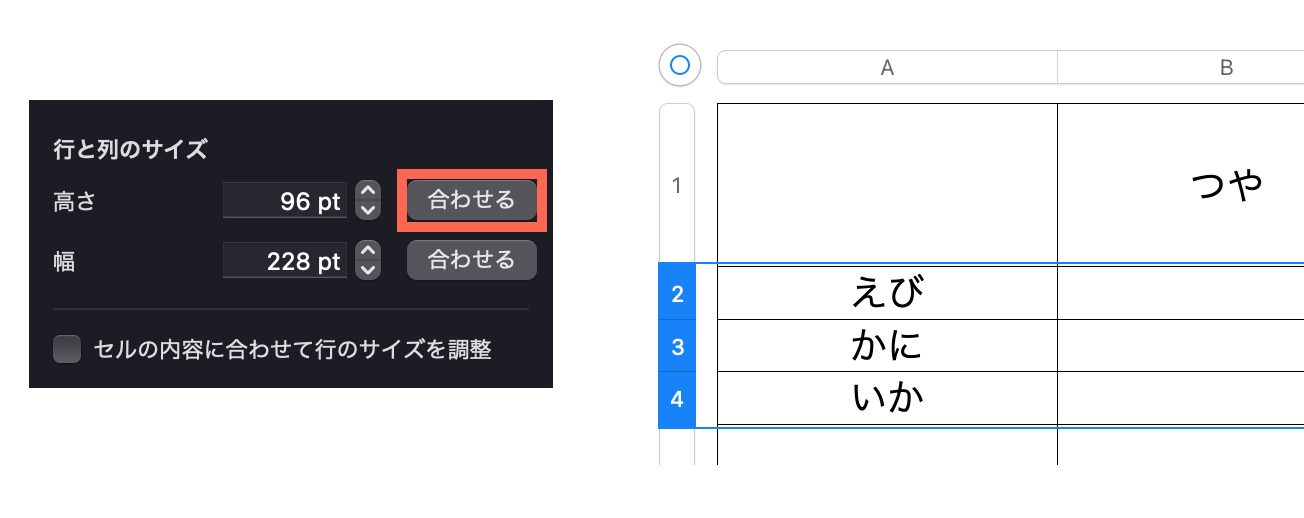 行と列のサイズ
高さ 96 pt 合わせる
幅 228 pt 合わせる
セルの内容に合わせて行のサイズを調整
A B
1 つや
2 えび
3 かに
4 いか